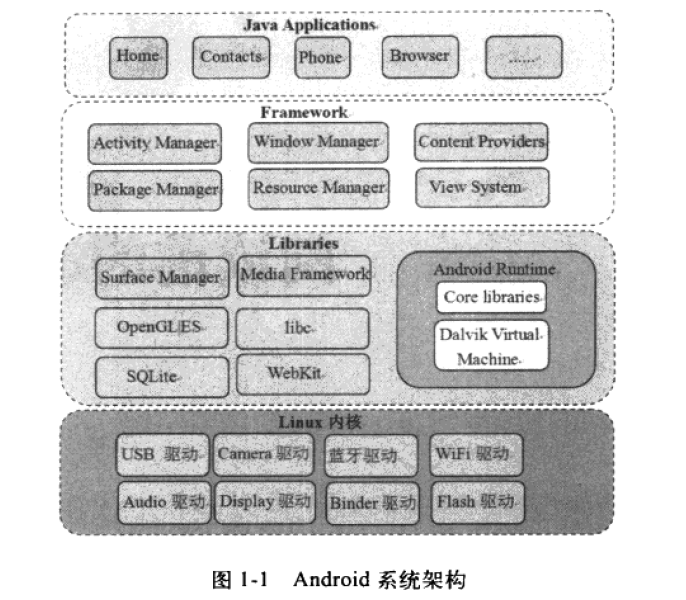 Java Applications
Home
Contacts
Phone
Browser
......
Framework
Activity Manager
Window Manager
Content Providers
Package Manager
Resource Manager
View System
Libraries
Surface Manager
Media Framework
Android Runtime
Core libraries
OpenGL/ES
libc
Dalvik Virtual
Machine
SQLite
WebKit
Linux 内核
USB 驱动
Camera 驱动
蓝牙驱动
WiFi 驱动
Audio 驱动
Display 驱动
Binder 驱动
Flash 驱动
图 1-1 Android 系统架构